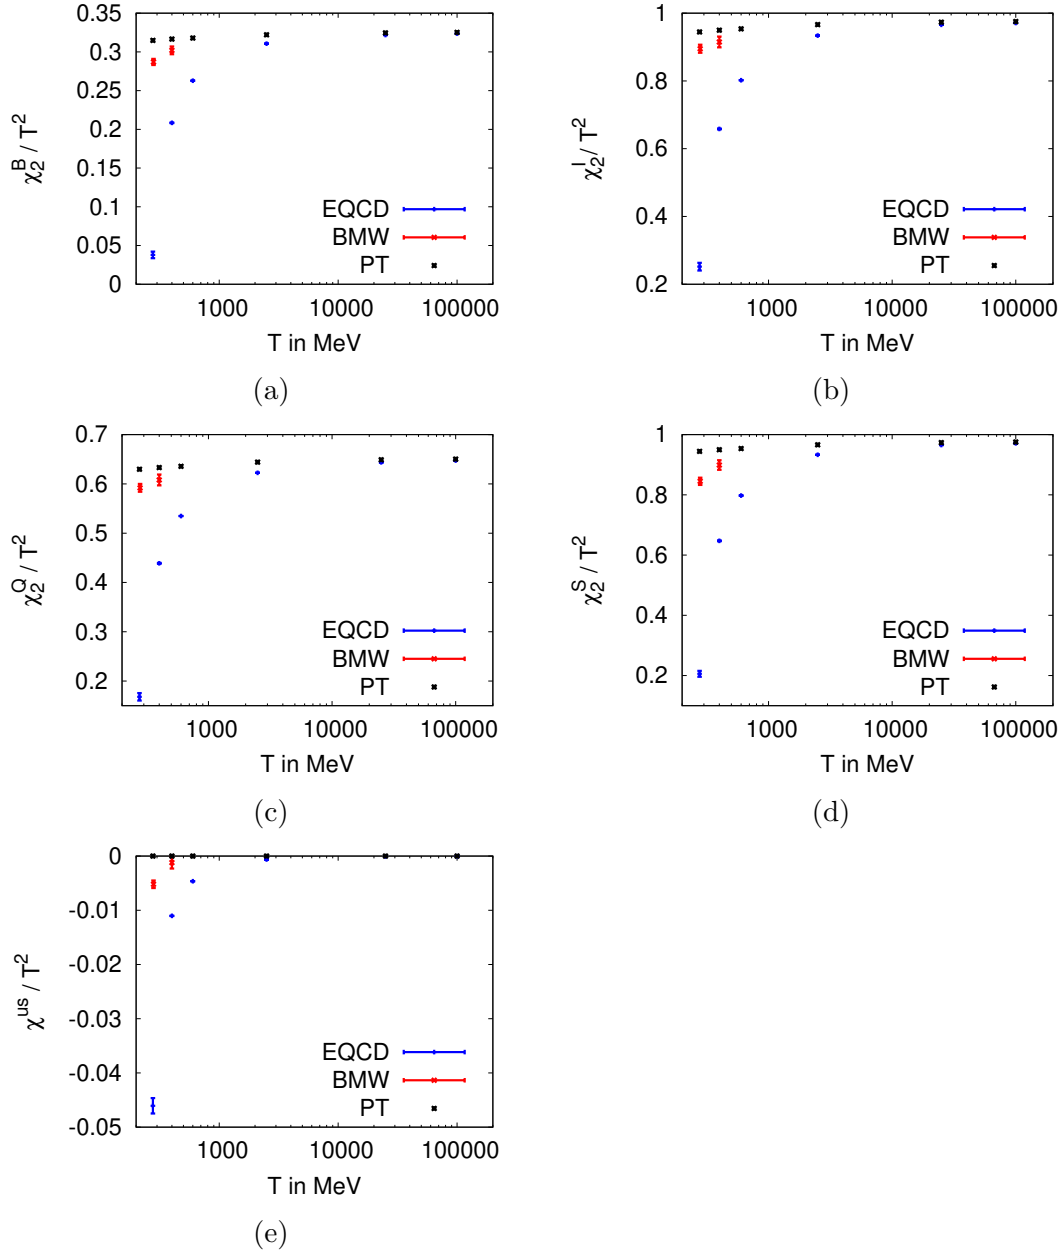 0.35
0.3
0.25
0.2
0.15
0.1
0.05
0
χ₂ᴮ / T²
EQCD
BMW
PT
1000 10000 100000
T in MeV
(a)
1
0.8
0.6
0.4
0.2
χ₂ᴵ / T²
EQCD
BMW
PT
1000 10000 100000
T in MeV
(b)
0.7
0.6
0.5
0.4
0.3
0.2
χ₂Q / T²
EQCD
BMW
PT
1000 10000 100000
T in MeV
(c)
1
0.8
0.6
0.4
0.2
χ₂S / T²
EQCD
BMW
PT
1000 10000 100000
T in MeV
(d)
0
-0.01
-0.02
-0.03
-0.04
-0.05
χᵘˢ / T²
EQCD
BMW
PT
1000 10000 100000
T in MeV
(e)